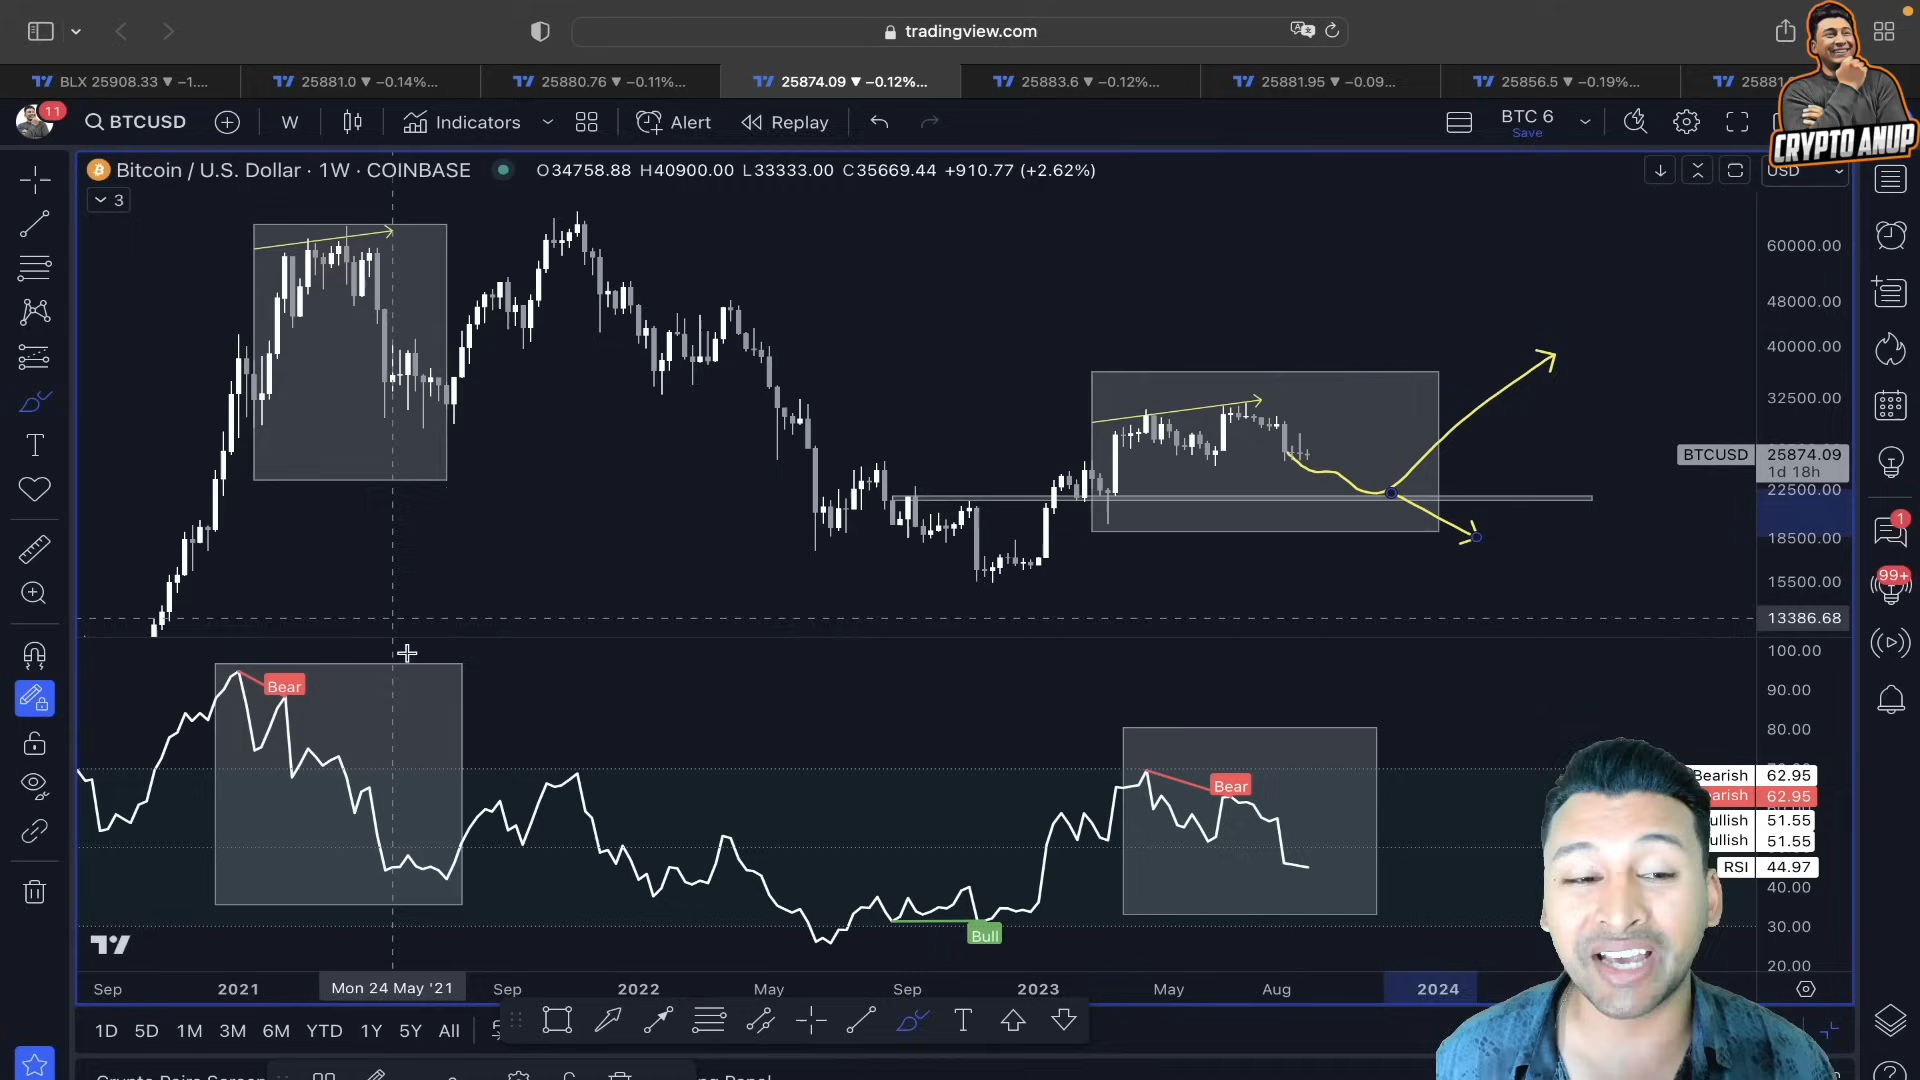 tradingview.com
BLX 25908.33 ▼ −1....
25881.0 ▼ −0.14%...
25880.76 ▼ −0.11%...
25874.09 ▼ −0.12%...
25883.6 ▼ −0.12%...
25881.95 ▼ −0.09...
25856.5 ▼ −0.19%...
11
BTCUSD
W
Indicators
Alert
Replay
BTC 6
Save
CRYPTO ANUP
Bitcoin / U.S. Dollar · 1W · COINBASE
O34758.88 H40900.00 L33333.00 C35669.44 +910.77 (+2.62%)
USD
3
60000.00
48000.00
40000.00
32500.00
BTCUSD 25874.09
1d 18h
22500.00
18500.00
15500.00
13386.68
100.00
90.00
80.00
Bear
Bear
Bull
Bearish 62.95
62.95
51.55
51.55
RSI 44.97
40.00
30.00
20.00
1
99+
Sep 2021 Mon 24 May '21 Sep 2022 May Sep 2023 May Aug 2024
1D 5D 1M 3M 6M YTD 1Y 5Y All
T